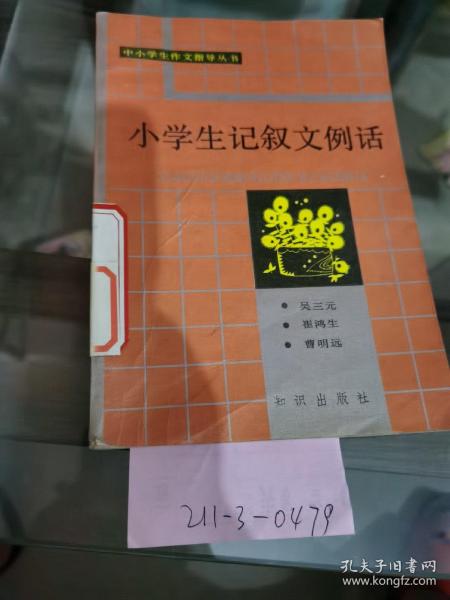 中小学生作文指导丛书
小学生记叙文例话
吴三元
崔鸿生
曹明远
知识出版社
211-3-0479
孔夫子旧书网
www.kongfz.com